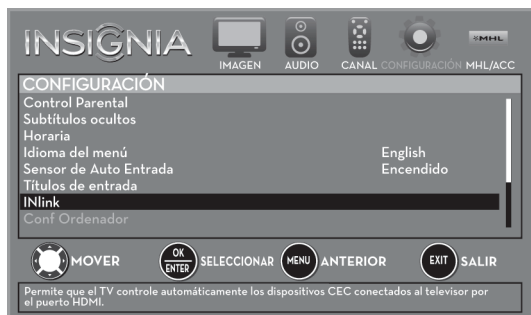 INSIGNIA
IMAGEN AUDIO CANAL CONFIGURACIÓN MHL/ACC
MHL
CONFIGURACIÓN
Control Parental
Subtítulos ocultos
Horaria
Idioma del menú English
Sensor de Auto Entrada Encendido
Títulos de entrada
INlink
Conf Ordenador
MOVER OK ENTER SELECCIONAR MENU ANTERIOR EXIT SALIR
Permite que el TV controle automáticamente los dispositivos CEC conectados al televisor por
el puerto HDMI.